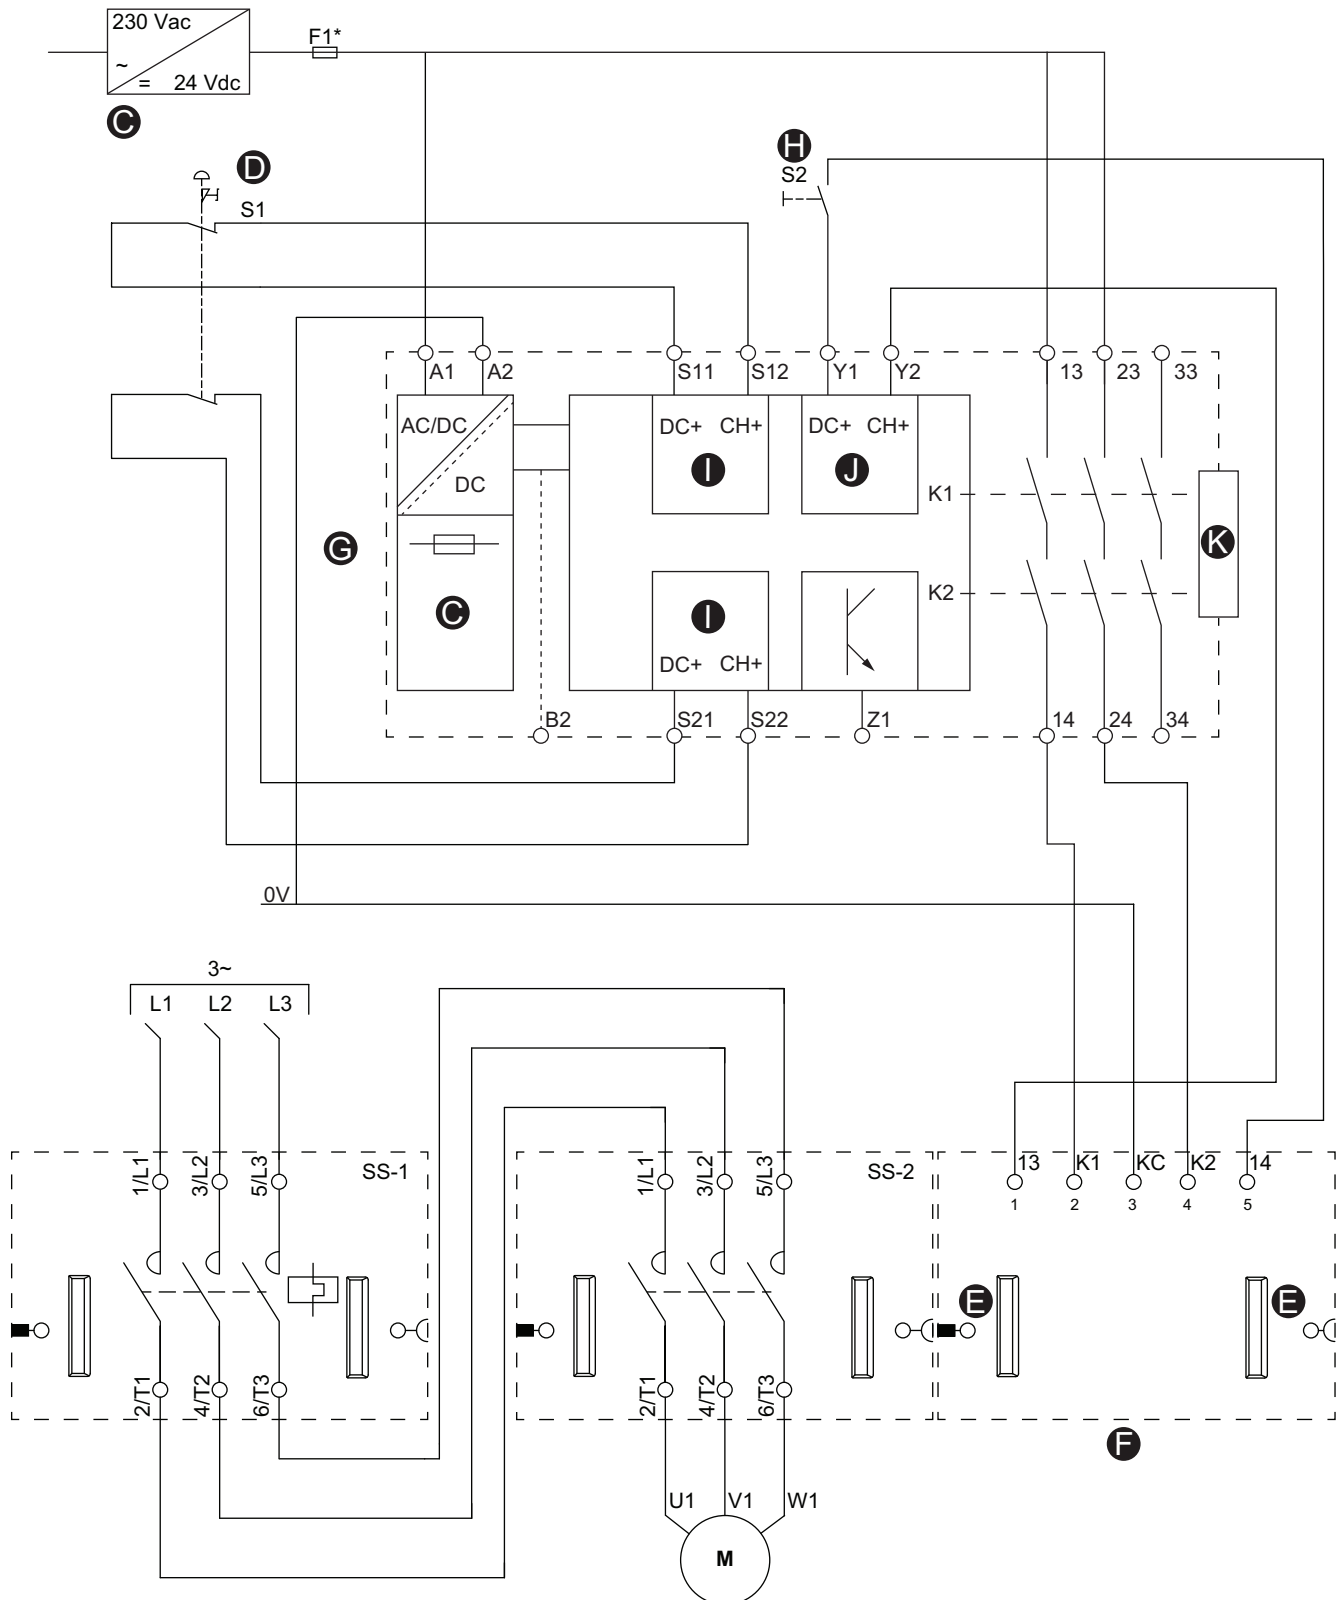 230 Vac
~
= 24 Vdc
F1*
C
D
S1
H
S2
A1 A2 S11 S12 Y1 Y2 13 23 33
AC/DC
DC
DC+ CH+
I
DC+ CH+
J
K1
G
K
C
I
DC+ CH+
K2
B2 S21 S22 Z1 14 24 34
0V
3~
L1 L2 L3
1/L1 3/L2 5/L3 SS-1
1/L1 3/L2 5/L3 SS-2
13 K1 KC K2 14
1 2 3 4 5
E E
2/T1 4/T2 6/T3
2/T1 4/T2 6/T3
F
U1 V1 W1
M